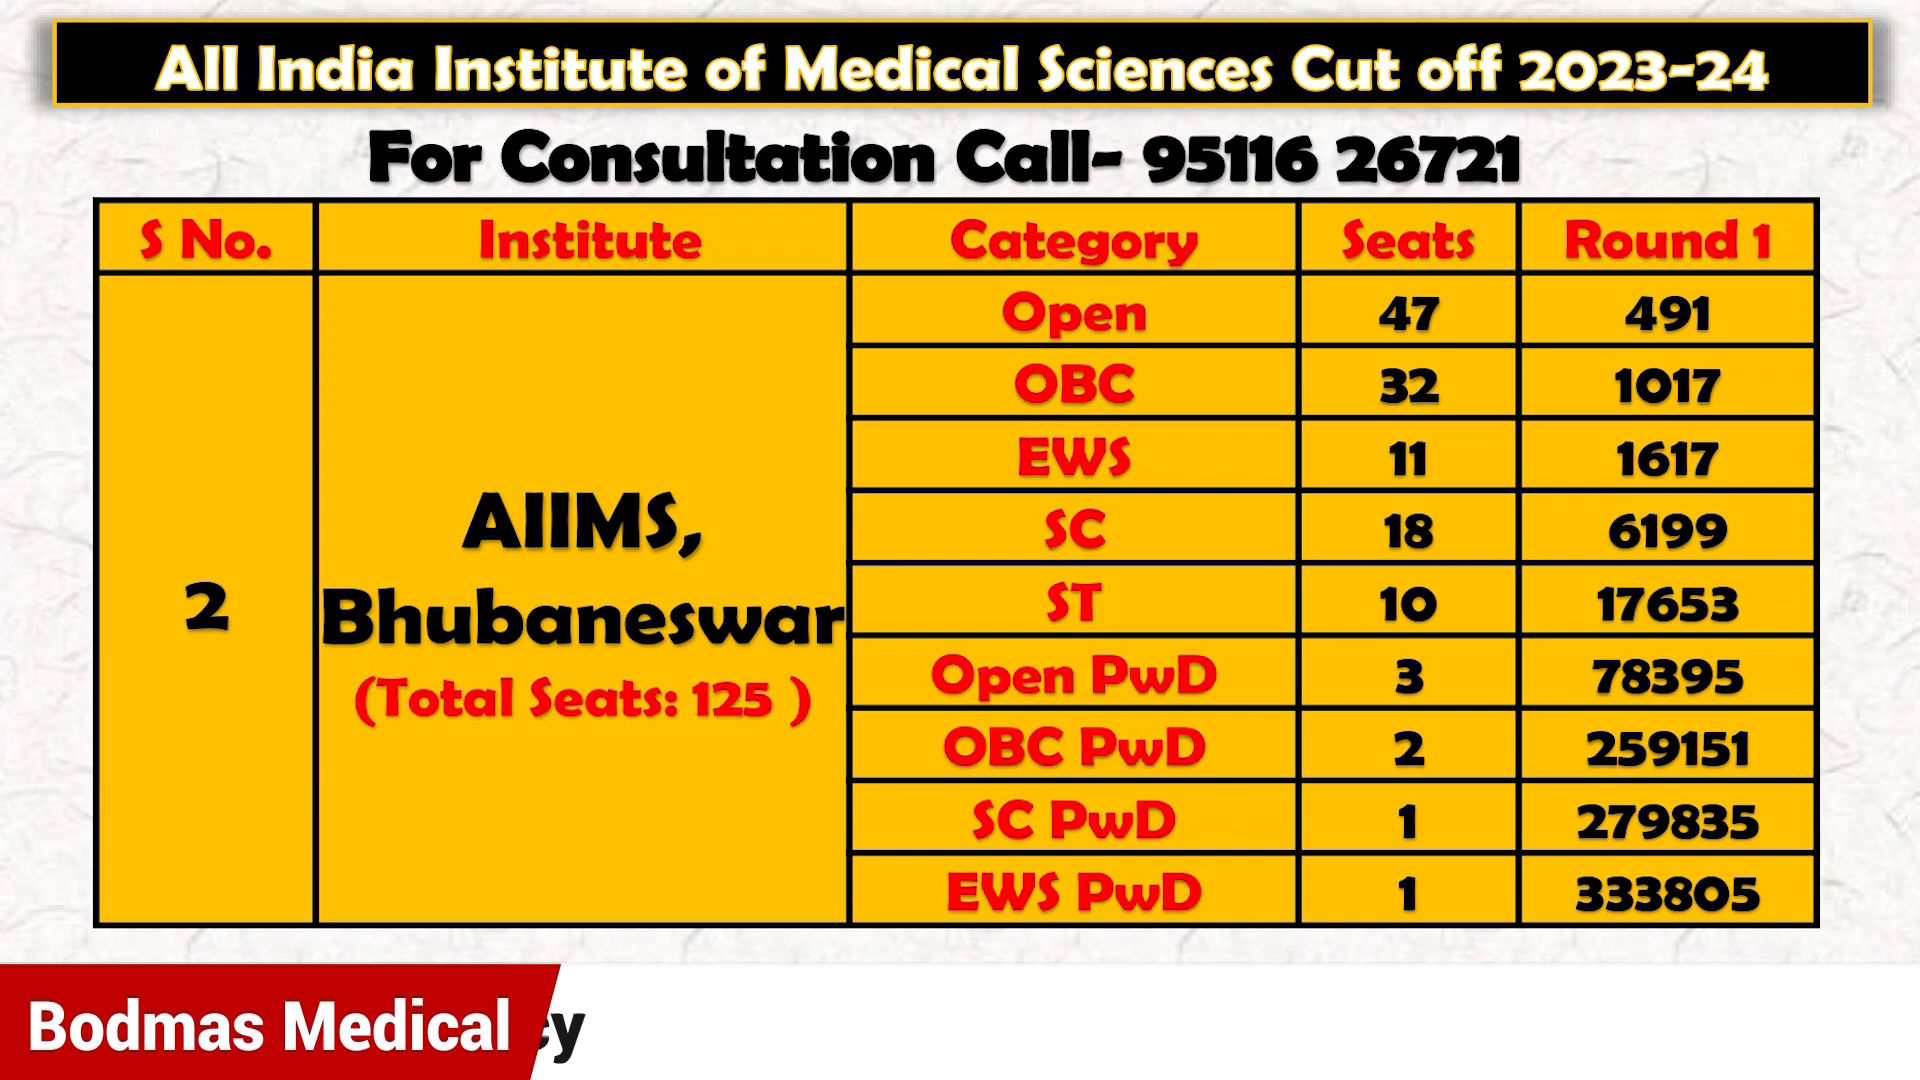 All India Institute of Medical Sciences Cut off 2023-24
For Consultation Call- 95116 26721
S No. Institute Category Seats Round 1
2 AIIMS, Bhubaneswar (Total Seats: 125 )
Open 47 491
OBC 32 1017
EWS 11 1617
SC 18 6199
ST 10 17653
Open PwD 3 78395
OBC PwD 2 259151
SC PwD 1 279835
EWS PwD 1 333805
Bodmas Medical